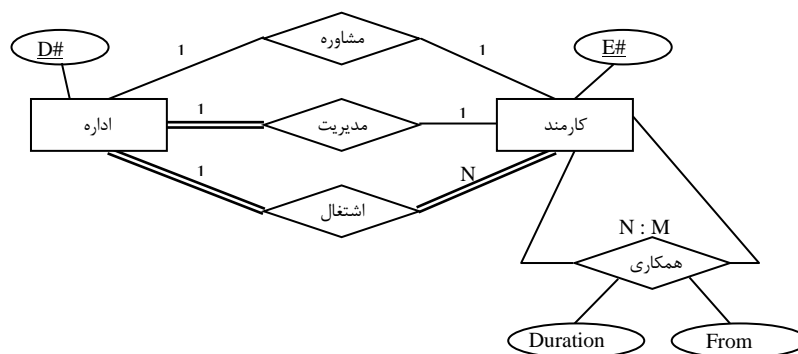 مشاوره
1
1
D#
E#
اداره
1
مدیریت
1
کارمند
1
اشتغال
N
N : M
همکاری
Duration
From